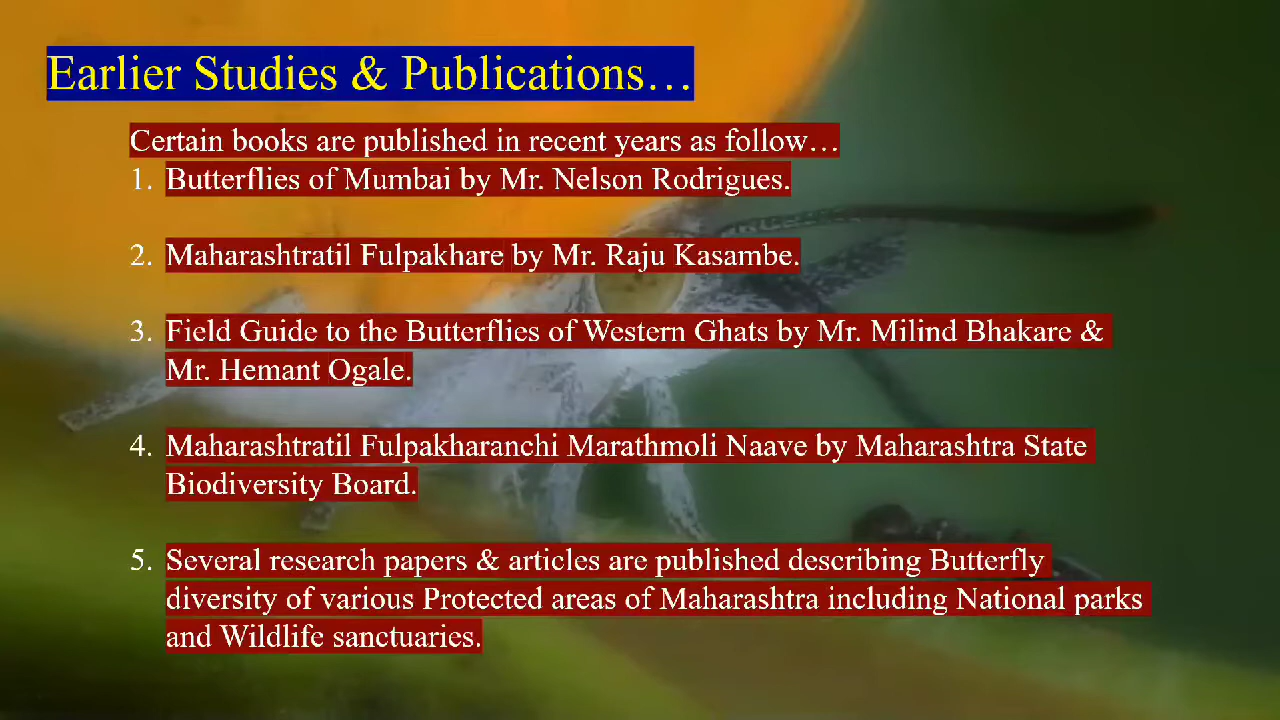 Earlier Studies & Publications…
Certain books are published in recent years as follow…
1. Butterflies of Mumbai by Mr. Nelson Rodrigues.
2. Maharashtratil Fulpakhare by Mr. Raju Kasambe.
3. Field Guide to the Butterflies of Western Ghats by Mr. Milind Bhakare &
Mr. Hemant Ogale.
4. Maharashtratil Fulpakharanchi Marathmoli Naave by Maharashtra State
Biodiversity Board.
5. Several research papers & articles are published describing Butterfly
diversity of various Protected areas of Maharashtra including National parks
and Wildlife sanctuaries.